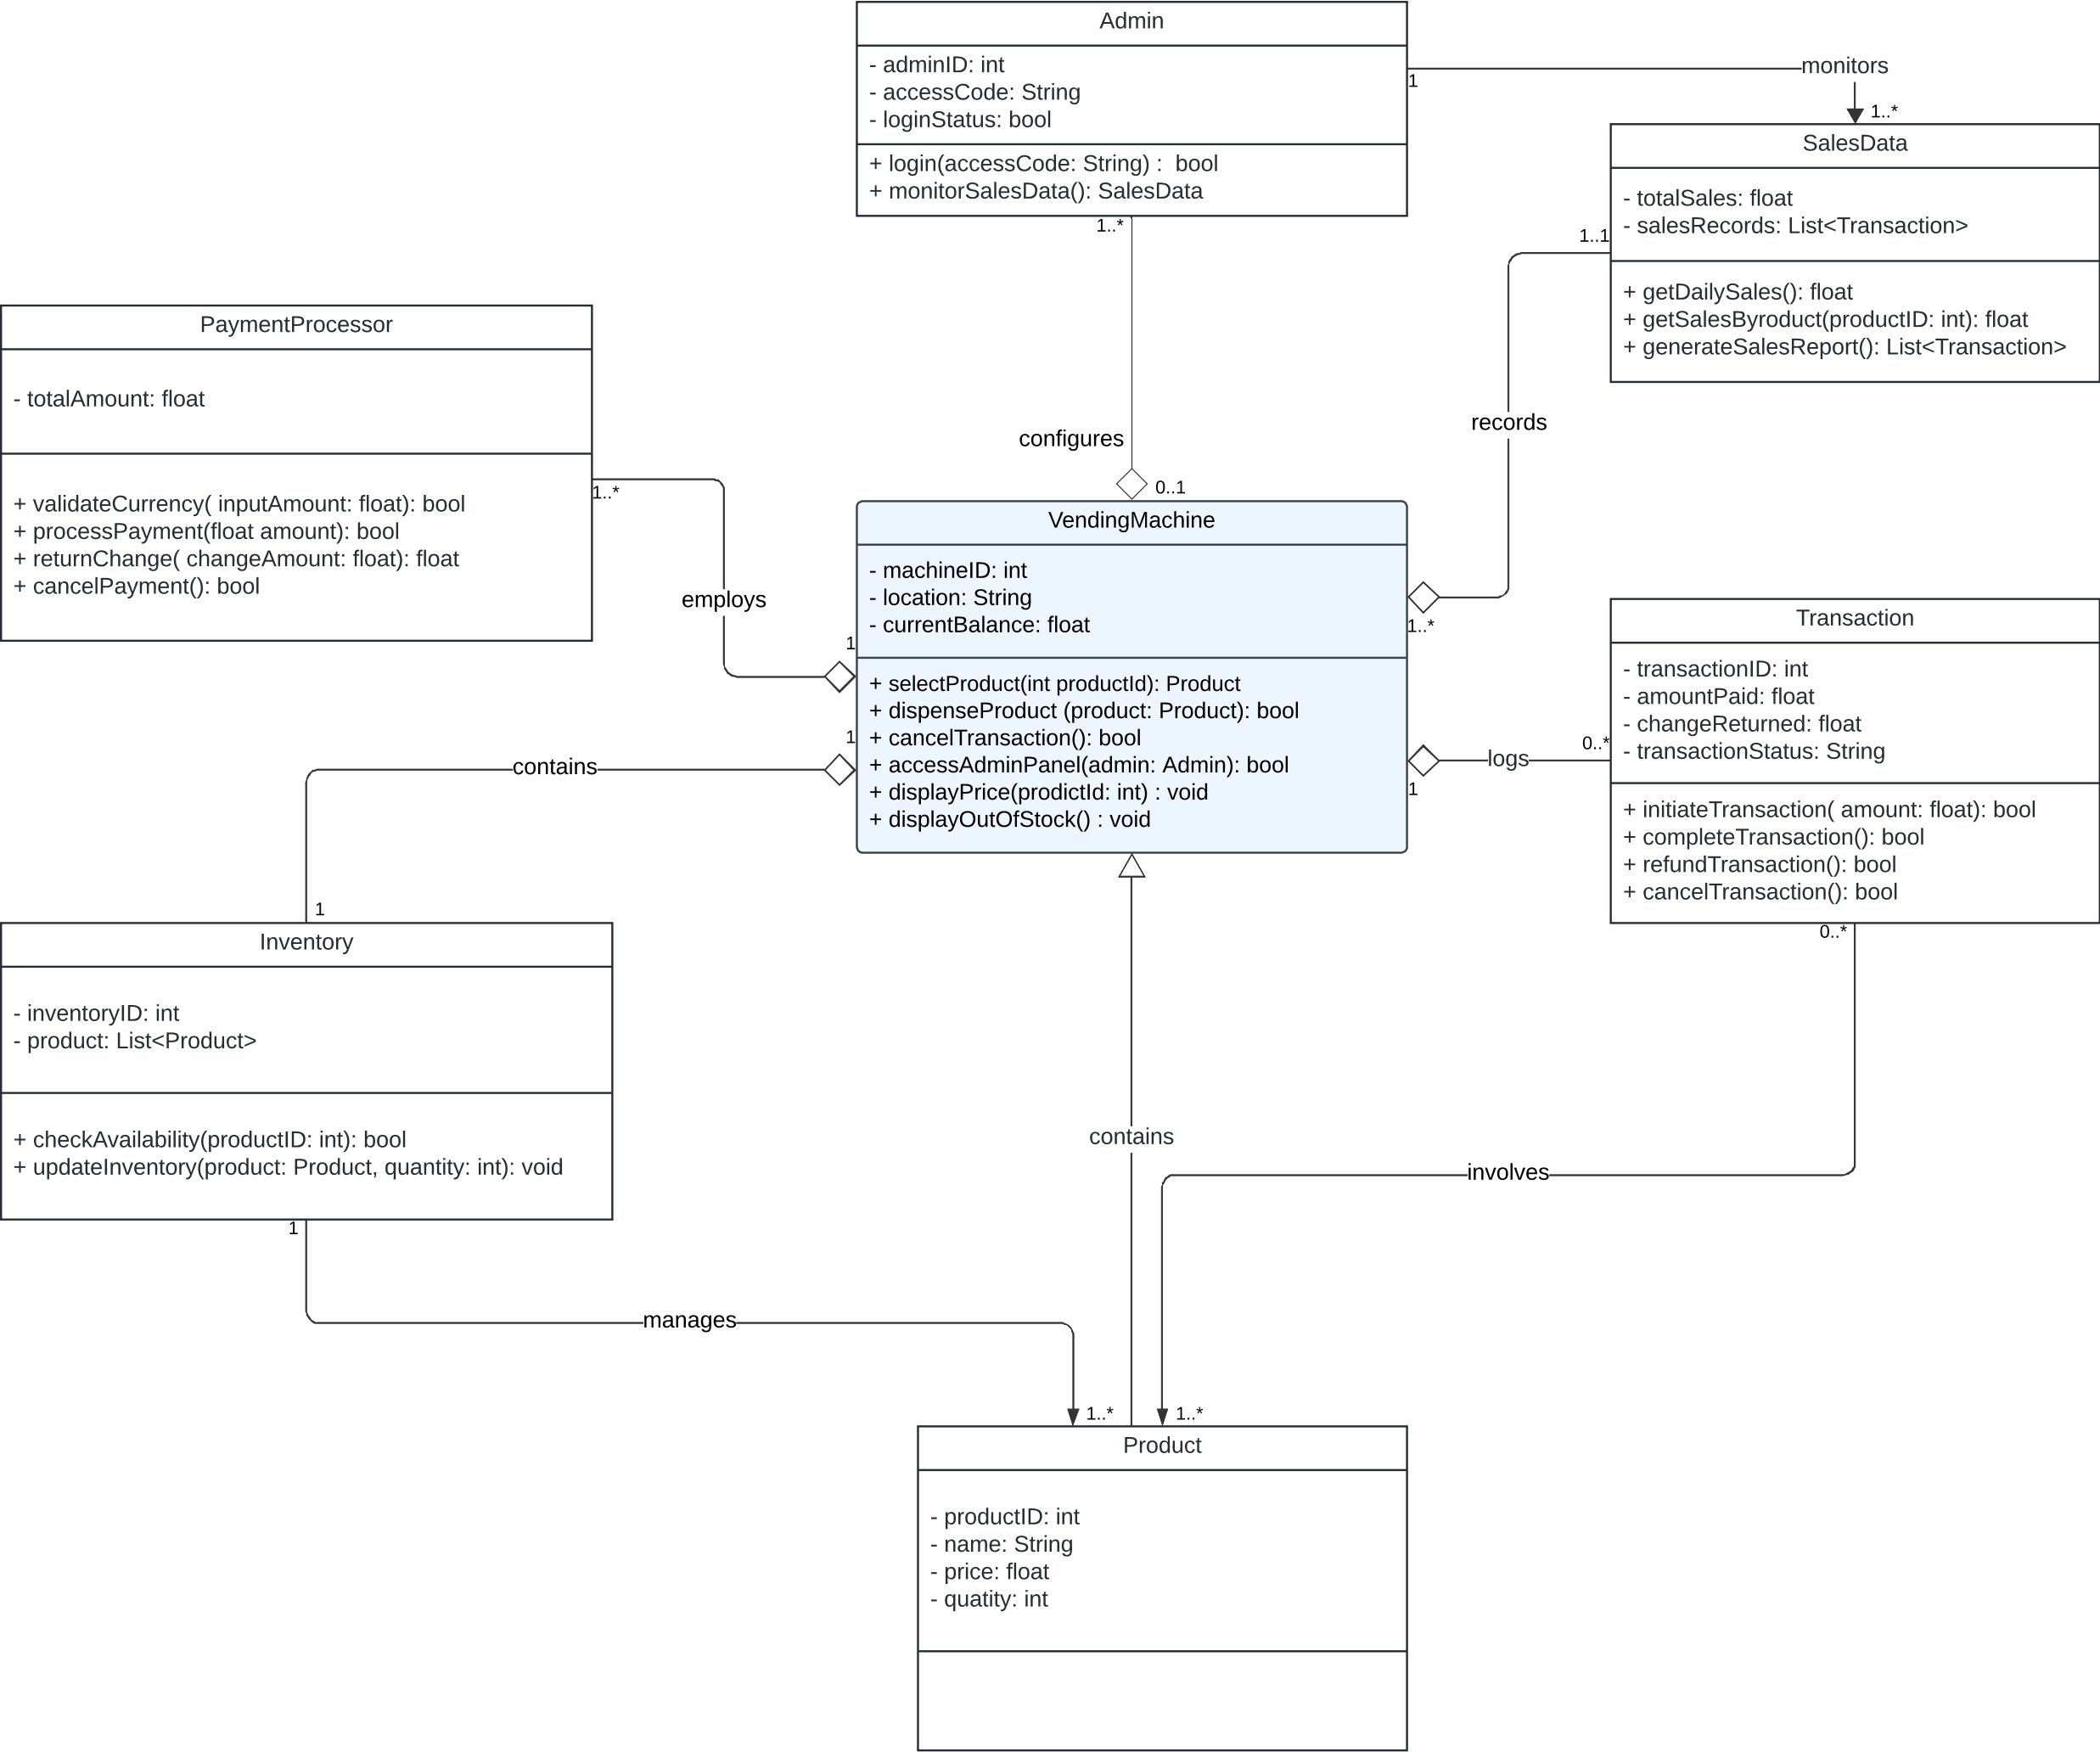 Admin
- adminID: int
- accessCode: String
- loginStatus: bool
+ login(accessCode: String) :  bool
+ monitorSalesData(): SalesData
1
monitors
1..*
SalesData
- totalSales: float
- salesRecords: List<Transaction>
+ getDailySales(): float
+ getSalesByroduct(productID: int): float
+ generateSalesReport(): List<Transaction>
1..1
records
1..*
1..*
configures
0..1
PaymentProcessor
- totalAmount: float
+ validateCurrency( inputAmount: float): bool
+ processPayment(float amount): bool
+ returnChange( changeAmount: float): float
+ cancelPayment(): bool
1..*
employs
1
VendingMachine
- machineID: int
- location: String
- currentBalance: float
+ selectProduct(int productId): Product
+ dispenseProduct (product: Product): bool
+ cancelTransaction(): bool
+ accessAdminPanel(admin: Admin): bool
+ displayPrice(prodictId: int) : void
+ displayOutOfStock() : void
1
logs
0..*
Transaction
- transactionID: int
- amountPaid: float
- changeReturned: float
- transactionStatus: String
+ initiateTransaction( amount: float): bool
+ completeTransaction(): bool
+ refundTransaction(): bool
+ cancelTransaction(): bool
0..*
1
contains
1
Inventory
- inventoryID: int
- product: List<Product>
+ checkAvailability(productID: int): bool
+ updateInventory(product: Product, quantity: int): void
1
contains
involves
manages
1..*
1..*
Product
- productID: int
- name: String
- price: float
- quatity: int